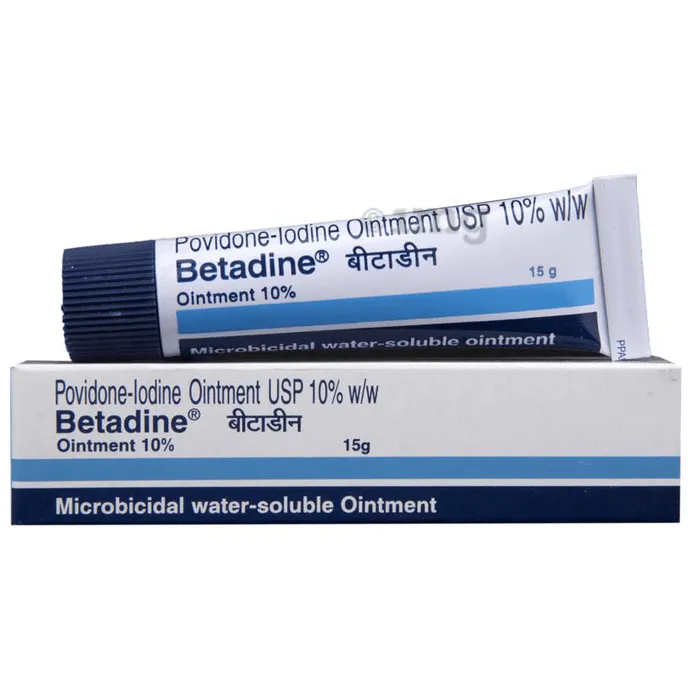 Povidone-Iodine Ointment USP 10% w/w
Betadine® बीटाडीन
Ointment 10%
15 g
Microbicidal water-soluble ointment
Povidone-Iodine Ointment USP 10% w/w
Betadine® बीटाडीन
Ointment 10%
15g
Microbicidal water-soluble Ointment